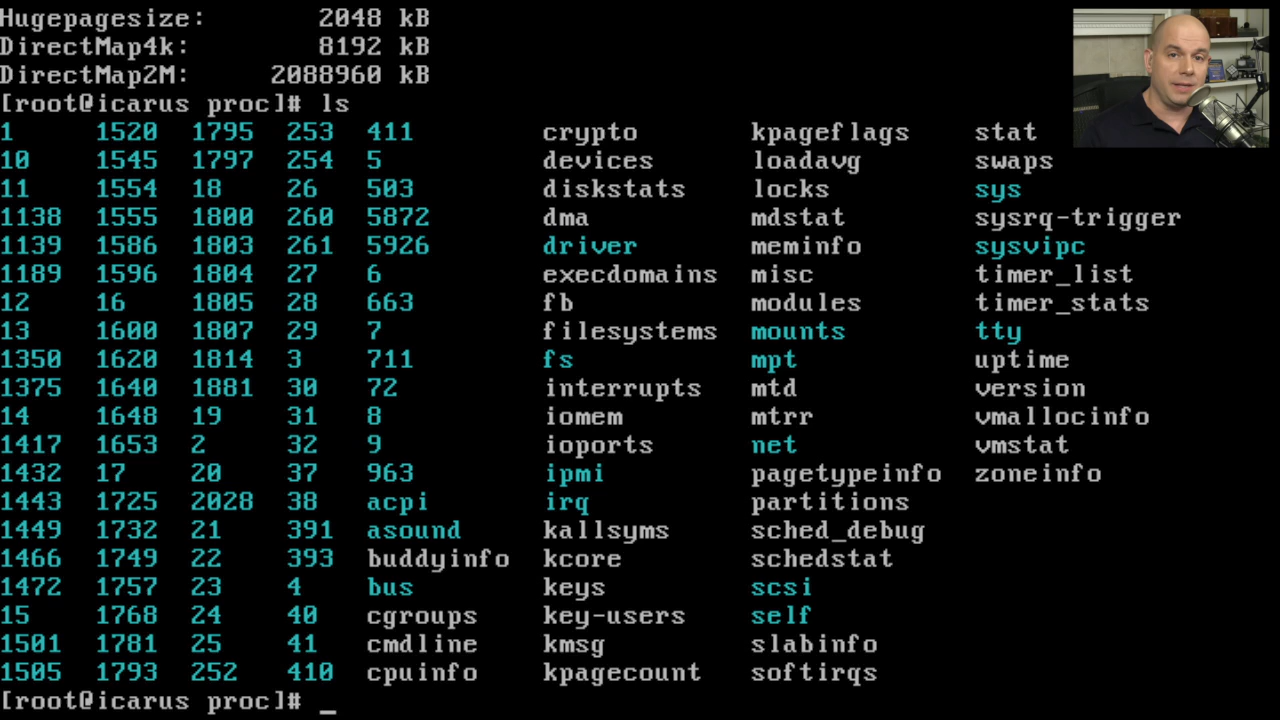 Hugepagesize: 2048 kB
DirectMap4k: 8192 kB
DirectMap2M: 2088960 kB
[root@icarus proc]# ls
1 1520 1795 253 411 crypto kpageflags stat
10 1545 1797 254 5 devices loadavg swaps
11 1554 18 26 503 diskstats locks sys
1138 1555 1800 260 5872 dma mdstat sysrq-trigger
1139 1586 1803 261 5926 driver meminfo sysvipc
1189 1596 1804 27 6 execdomains misc timer_list
12 16 1805 28 663 fb modules timer_stats
13 1600 1807 29 7 filesystems mounts tty
1350 1620 1814 3 711 fs mpt uptime
1375 1640 1881 30 72 interrupts mtd version
14 1648 19 31 8 iomem mtrr vmallocinfo
1417 1653 2 32 9 ioports net vmstat
1432 17 20 37 963 ipmi pagetypeinfo zoneinfo
1443 1725 2028 38 acpi irq partitions
1449 1732 21 391 asound kallsyms sched_debug
1466 1749 22 393 buddyinfo kcore schedstat
1472 1757 23 4 bus keys scsi
15 1768 24 40 cgroups key-users self
1501 1781 25 41 cmdline kmsg slabinfo
1505 1793 252 410 cpuinfo kpagecount softirqs
[root@icarus proc]# _